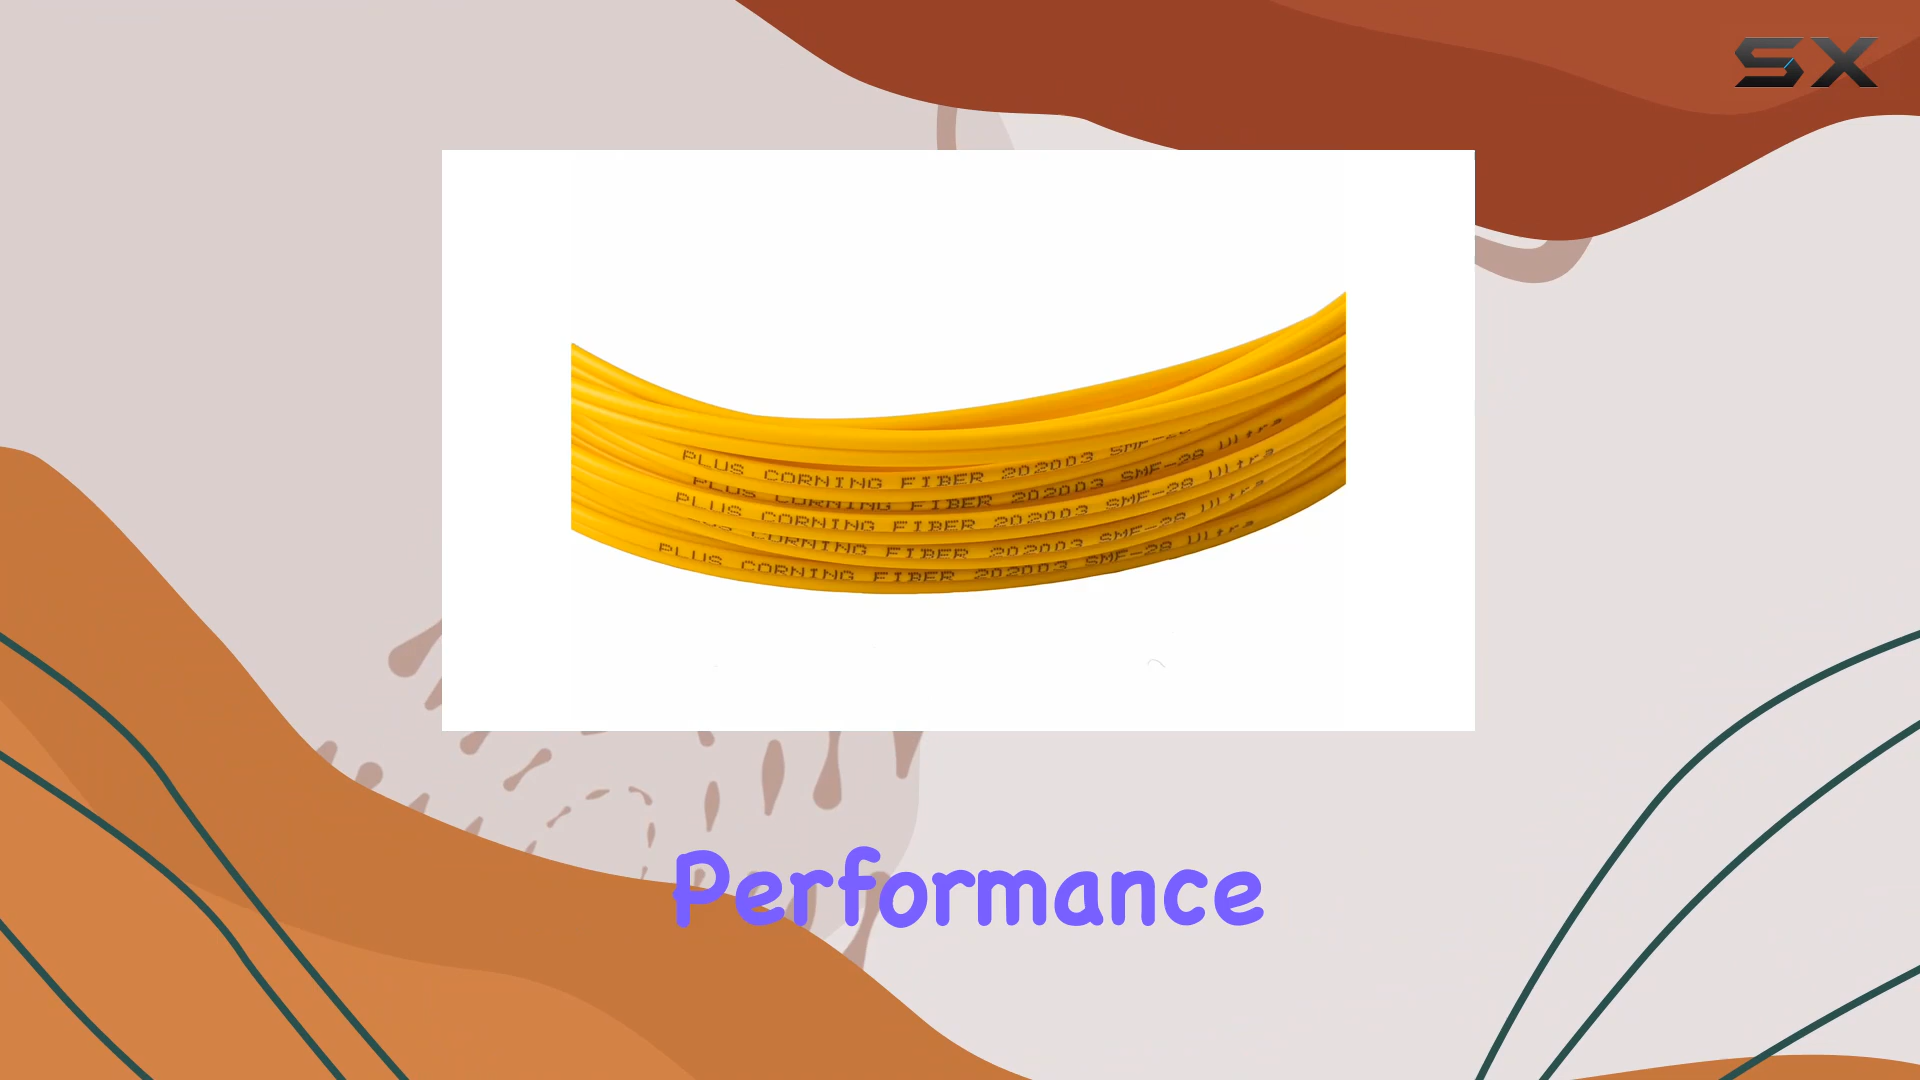 SX
PLUS CORNING FIBER 202003 SMF-28
PLUS CORNING FIBER 202003 SMF-28 Ultra
PLUS CORNING FIBER 202003 SMF-28 Ultra
CORNING FIBER 202003 SMF-28 Ultra
PLUS CORNING FIBER 202003 SMF-28 Ultra
Performance